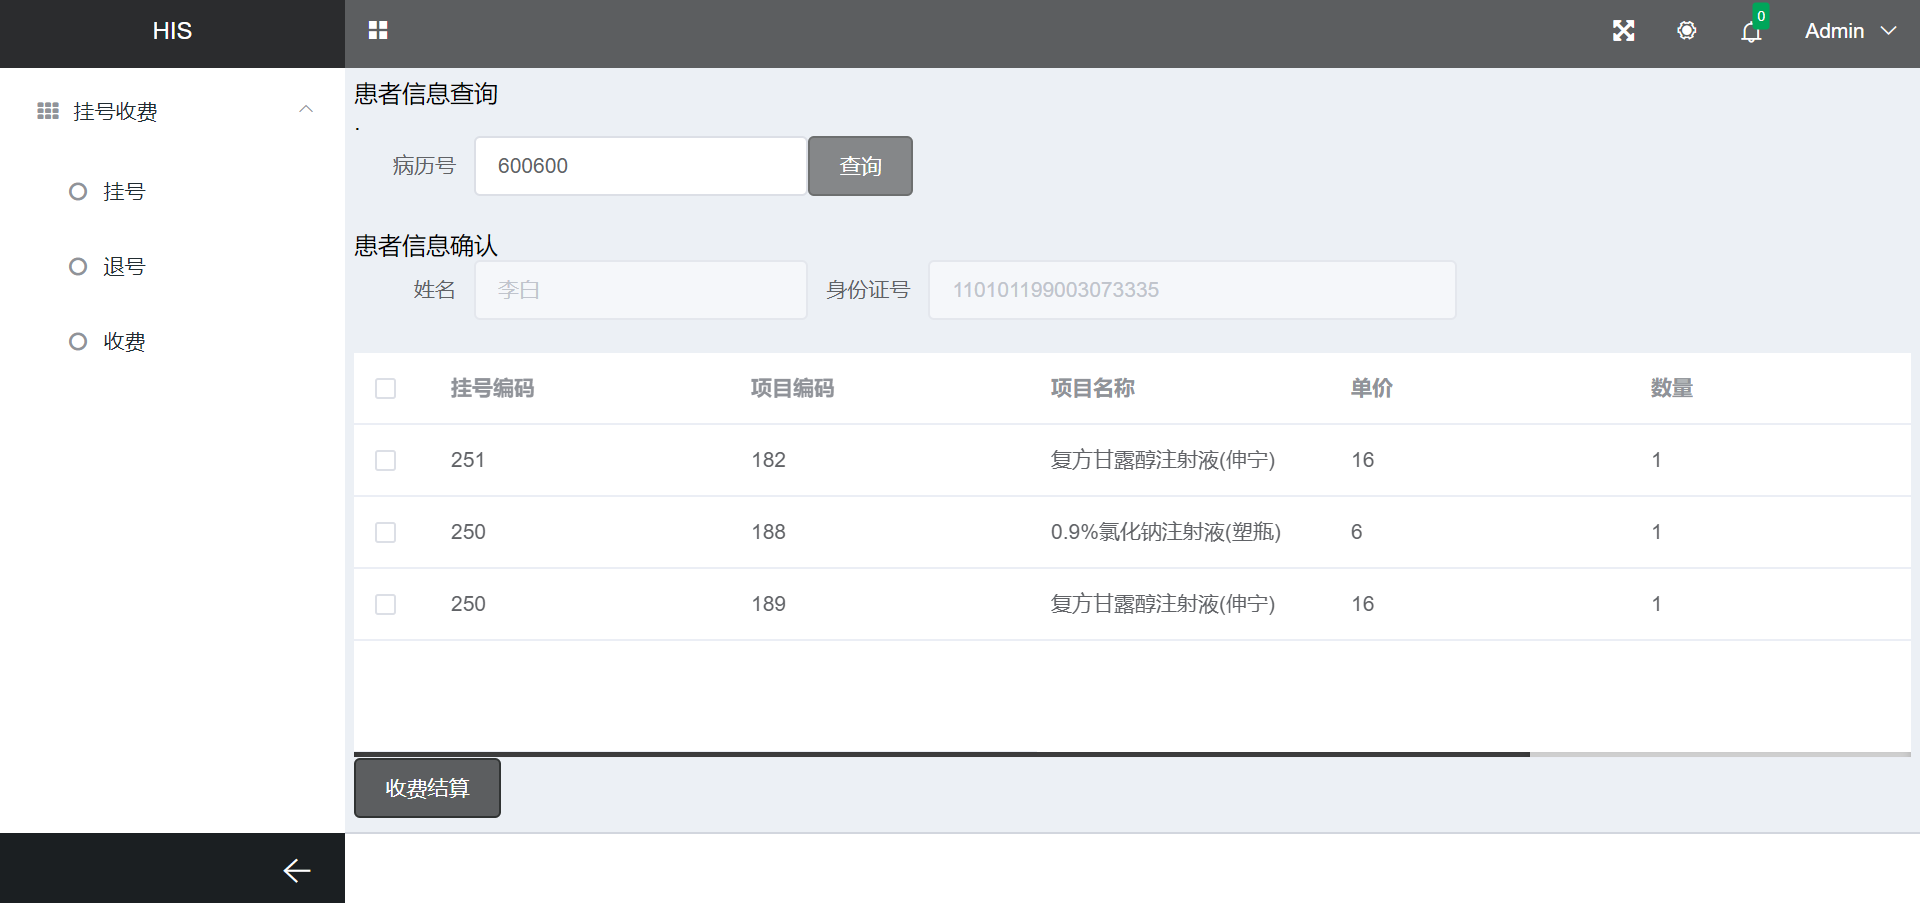 HIS
0
Admin
挂号收费
挂号
退号
收费
患者信息查询
.
病历号 600600 查询
患者信息确认
姓名 李白 身份证号 110101199003073335
挂号编码 项目编码 项目名称 单价 数量
251 182 复方甘露醇注射液(伸宁) 16 1
250 188 0.9%氯化钠注射液(塑瓶) 6 1
250 189 复方甘露醇注射液(伸宁) 16 1
收费结算